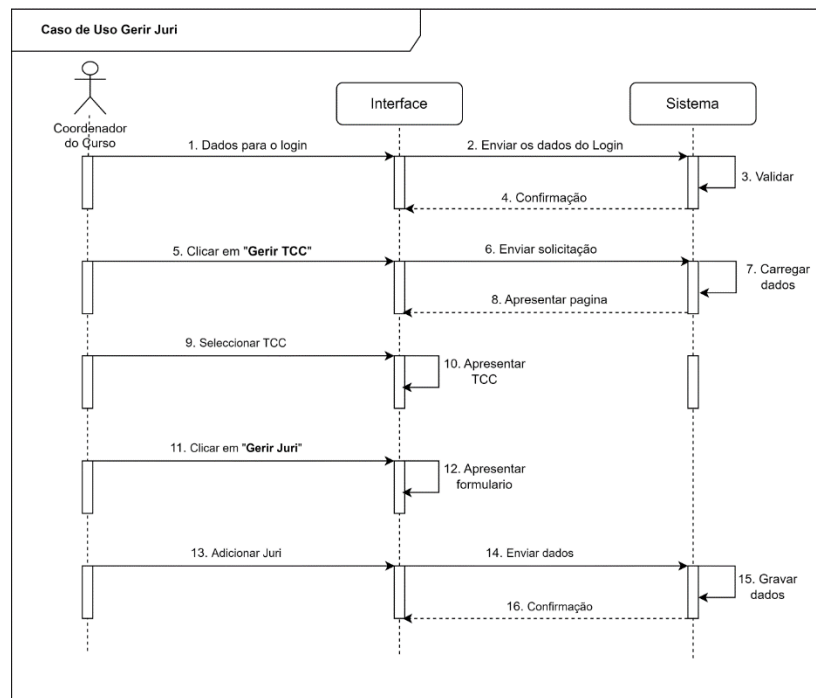 Caso de Uso Gerir Juri
Interface
Sistema
Coordenador
do Curso
1. Dados para o login
2. Enviar os dados do Login
3. Validar
4. Confirmação
5. Clicar em "Gerir TCC"
6. Enviar solicitação
7. Carregar
dados
8. Apresentar pagina
9. Seleccionar TCC
10. Apresentar
TCC
11. Clicar em "Gerir Juri"
12. Apresentar
formulario
13. Adicionar Juri
14. Enviar dados
15. Gravar
dados
16. Confirmação